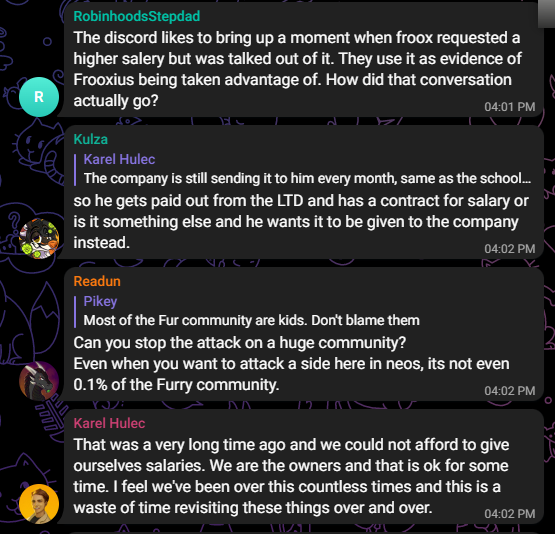 RobinhoodsStepdad
The discord likes to bring up a moment when froox requested a
higher salery but was talked out of it. They use it as evidence of
Frooxius being taken advantage of. How did that conversation
actually go?
R
04:01 PM
Kulza
Karel Hulec
The company is still sending it to him every month, same as the school...
so he gets paid out from the LTD and has a contract for salary or
is it something else and he wants it to be given to the company
instead.
04:02 PM
Readun
Pikey
Most of the Fur community are kids. Don't blame them
Can you stop the attack on a huge community?
Even when you want to attack a side here in neos, its not even
0.1% of the Furry community.
04:02 PM
Karel Hulec
That was a very long time ago and we could not afford to give
ourselves salaries. We are the owners and that is ok for some
time. I feel we've been over this countless times and this is a
waste of time revisiting these things over and over.
04:02 PM